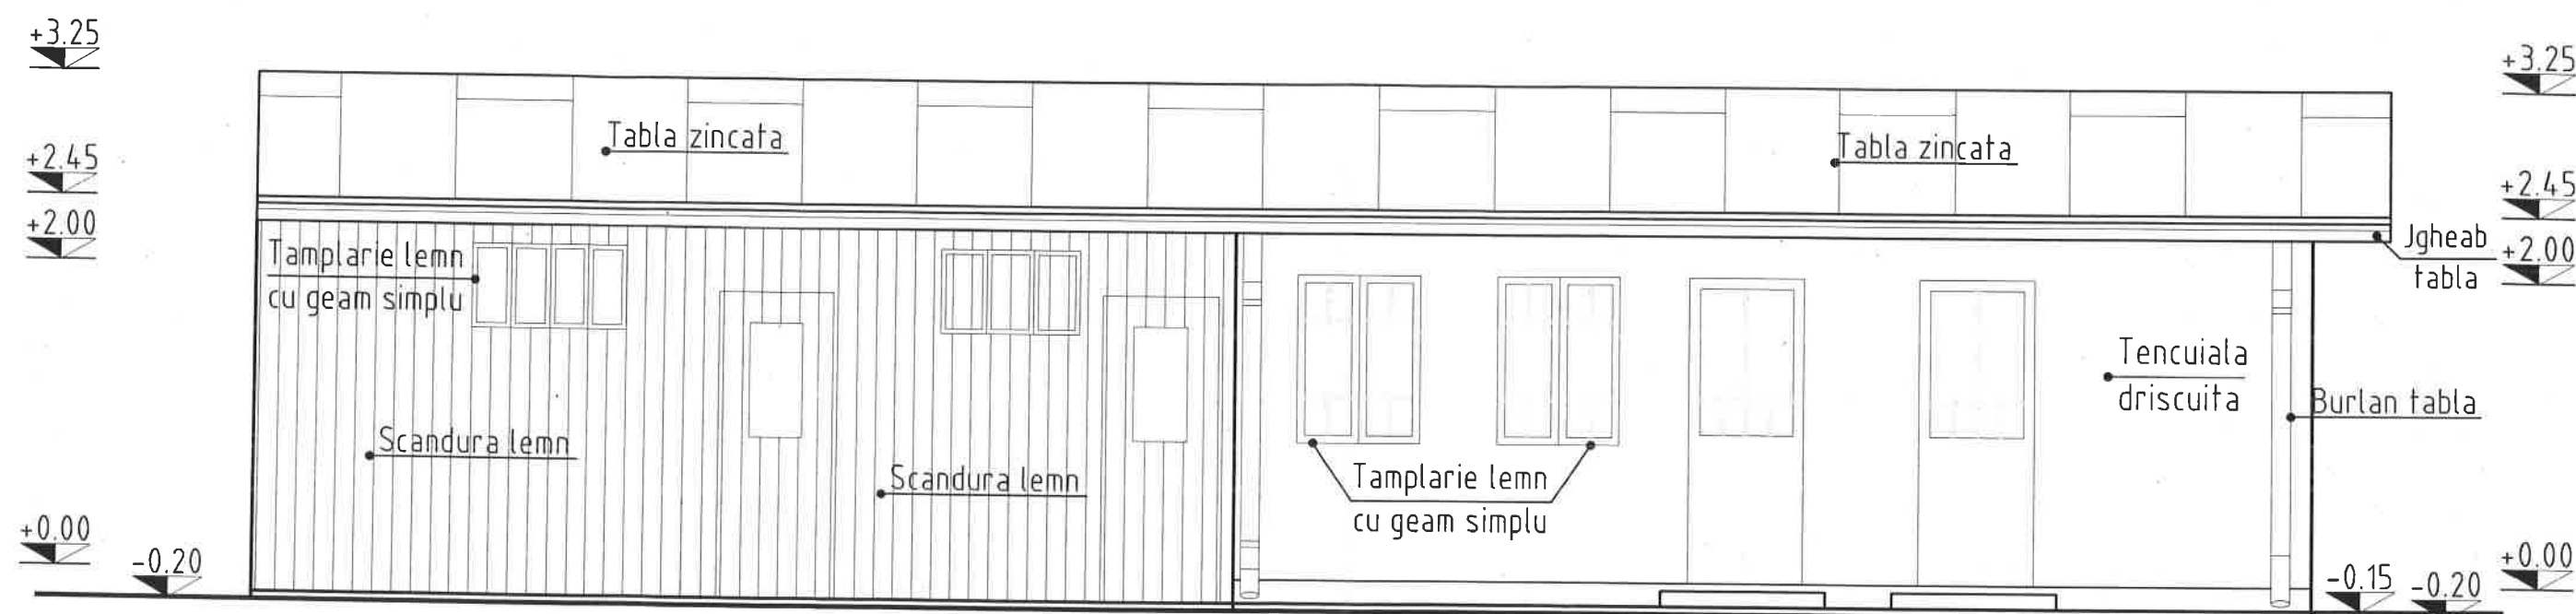 +3.25
+3.25
Tabla zincata
Tabla zincata
+2.45
+2.45
+2.00
+2.00
Jgheab
tabla
Tamplarie lemn
cu geam simplu
Tencuiala
driscuita
Burlan tabla
Scandura lemn
Scandura lemn
Tamplarie lemn
cu geam simplu
+0.00
-0.20
+0.00
-0.15
-0.20